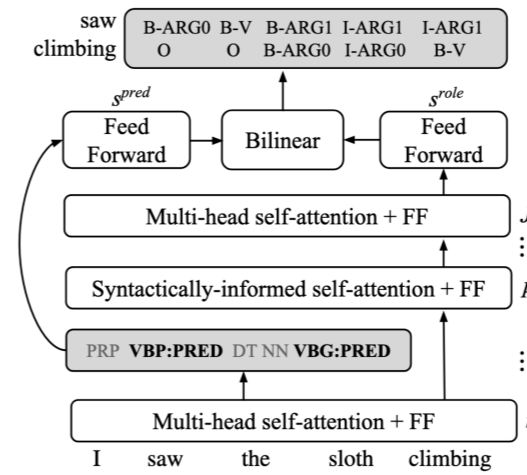 saw B-ARG0 B-V B-ARG1 I-ARG1 I-ARG1
climbing O O B-ARG0 I-ARG0 B-V
s^pred s^role
Feed Forward
Bilinear
Feed Forward
Multi-head self-attention + FF
Syntactically-informed self-attention + FF
PRP VBP:PRED DT NN VBG:PRED
Multi-head self-attention + FF
I saw the sloth climbing